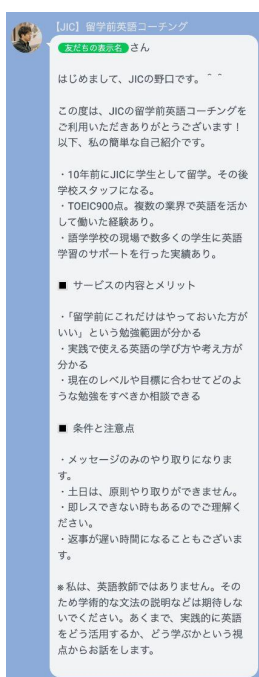 【JIC】留学前英語コーチング
友だちの表示名 さん
はじめまして、JICの野口です。＾＾
この度は、JICの留学前英語コーチングを
ご利用いただきありがとうございます！
以下、私の簡単な自己紹介です。
・10年前にJICに学生として留学。その後
学校スタッフになる。
・TOEIC900点。複数の業界で英語を活か
して働いた経験あり。
・語学学校の現場で数多くの学生に英語
学習のサポートを行った実績あり。
■ サービスの内容とメリット
・「留学前にこれだけはやっておいた方が
いい」という勉強範囲が分かる
・実践で使える英語の学び方や考え方が
分かる
・現在のレベルや目標に合わせてどのよ
うな勉強をすべきか相談できる
■ 条件と注意点
・メッセージのみのやり取りになりま
す。
・土日は、原則やり取りができません。
・即レスできない時もあるのでご理解く
ださい。
・返事が遅い時間になることもございま
す。
※私は、英語教師ではありません。その
ため学術的な文法の説明などは期待しな
いでください。あくまで、実践的に英語
をどう活用するか、どう学ぶかという視
点からお話をします。